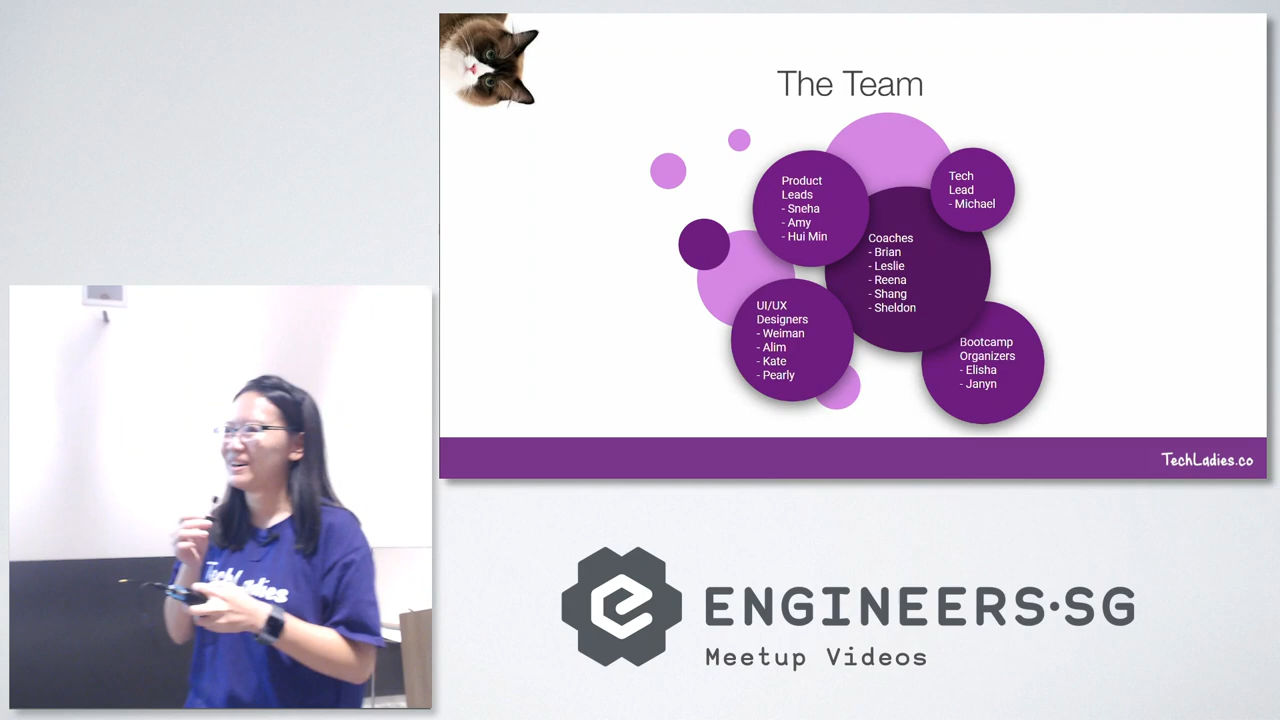 The Team
Product
Leads
- Sneha
- Amy
- Hui Min
Tech
Lead
- Michael
Coaches
- Brian
- Leslie
- Reena
- Shang
- Sheldon
UI/UX
Designers
- Weiman
- Alim
- Kate
- Pearly
Bootcamp
Organizers
- Elisha
- Janyn
TechLadies.co
TechLadies
ENGINEERS·SG
Meetup Videos